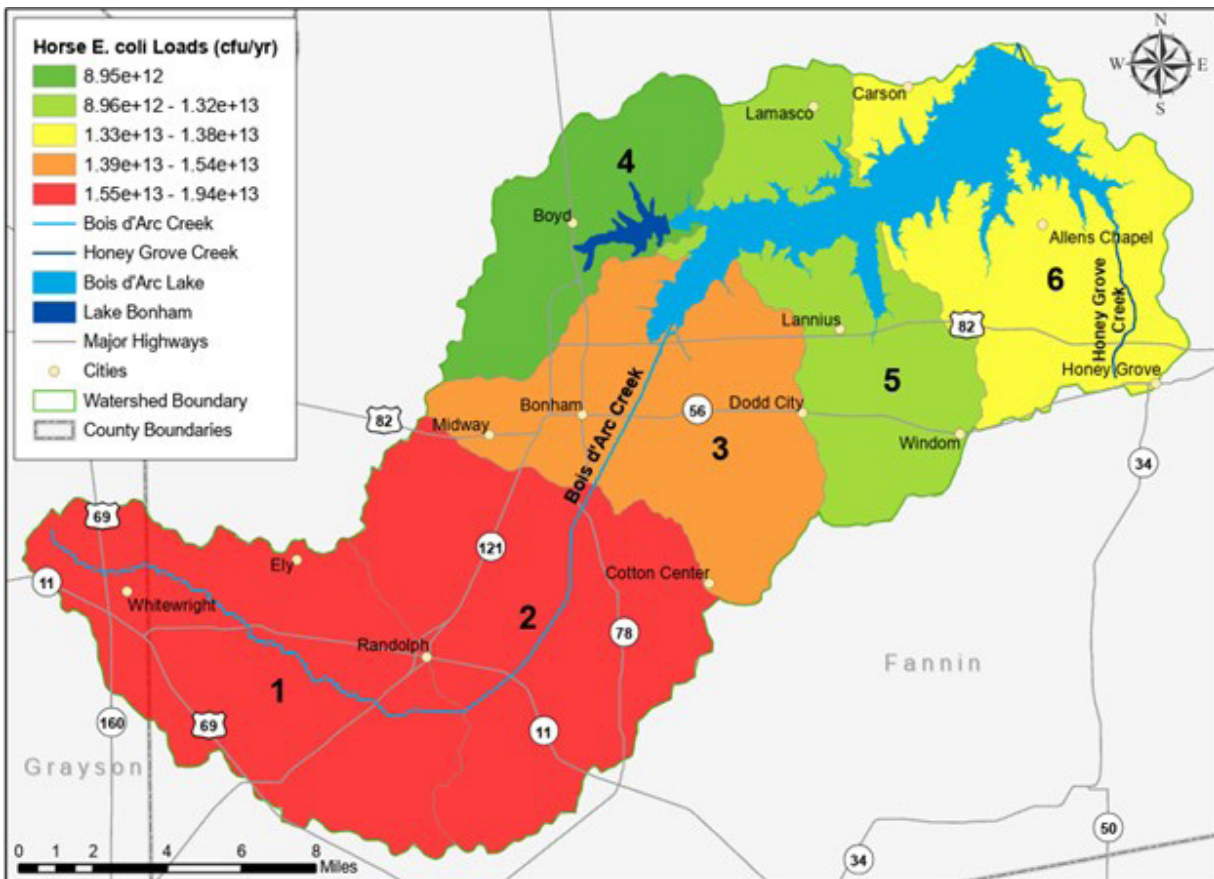 Horse E. coli Loads (cfu/yr)
8.95e+12
8.96e+12 - 1.32e+13
1.33e+13 - 1.38e+13
1.39e+13 - 1.54e+13
1.55e+13 - 1.94e+13
Bois d'Arc Creek
Honey Grove Creek
Bois d'Arc Lake
Lake Bonham
Major Highways
Cities
Watershed Boundary
County Boundaries
N
W E
S
Carson
Lamasco
4
Boyd
Allens Chapel
6
Honey Grove
Creek
Lannius
82
Honey Grove
5
Bois d'Arc Creek
Bonham
56
Dodd City
82
Midway
3
Windom
34
69
121
Ely
11
Cotton Center
Whitewright
2
78
Randolph
Fannin
1
160
69
11
Grayson
50
34
0 1 2 4 6 8
Miles